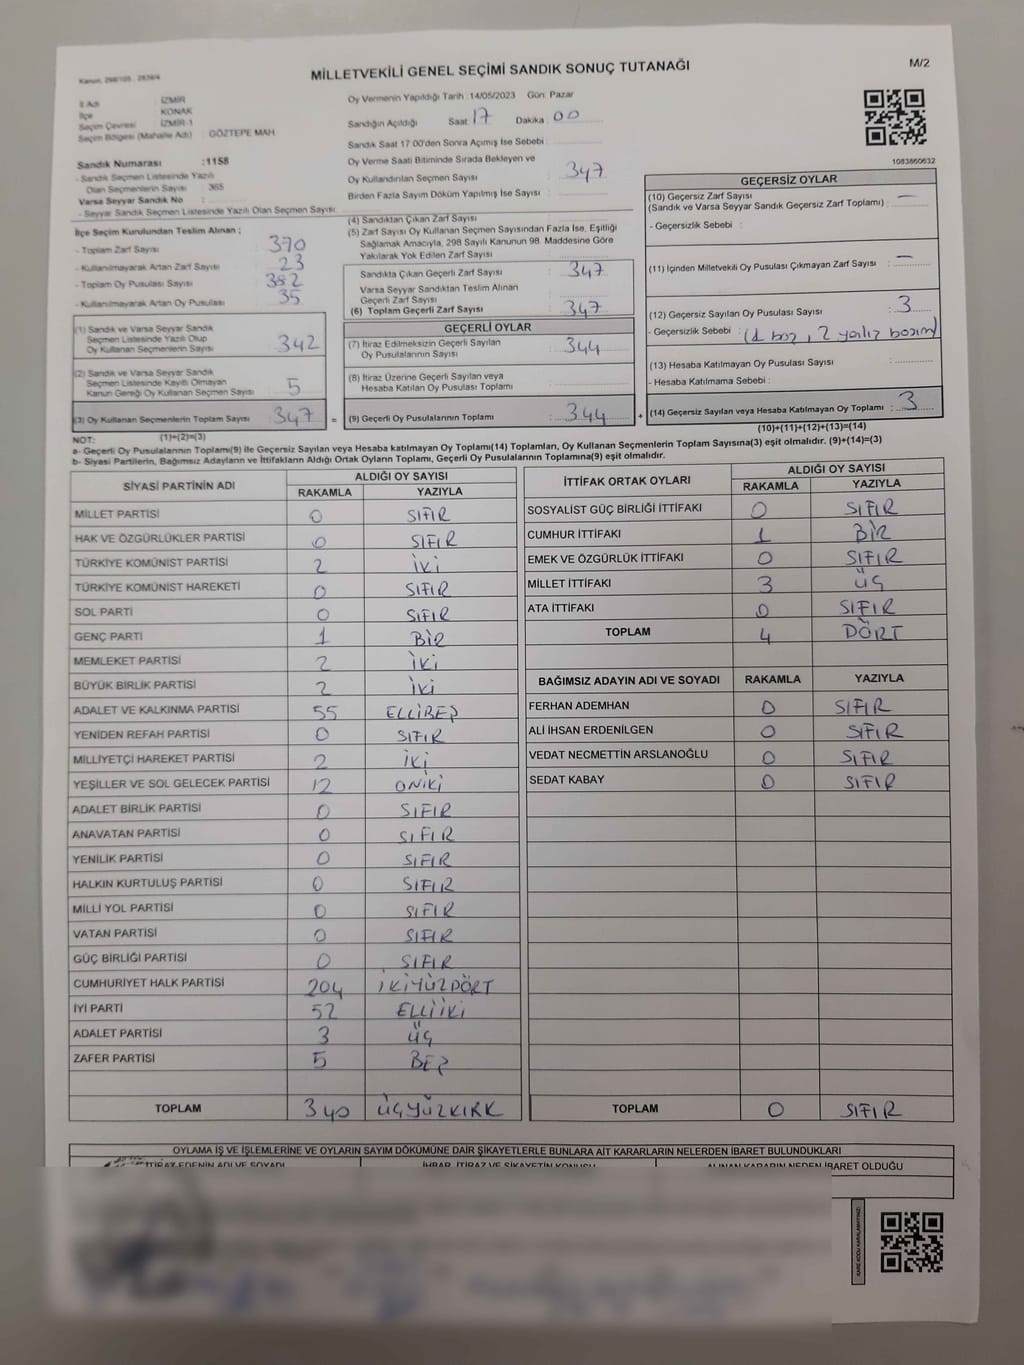 Kanun: 298/105 , 2839/4
MİLLETVEKİLİ GENEL SEÇİMİ SANDIK SONUÇ TUTANAĞI
M/2
İl Adı İZMİR
İlçe KONAK
Seçim Çevresi İZMİR-1
Seçim Bölgesi (Mahalle Adı) : GÖZTEPE MAH
Sandık Numarası :1158
- Sandık Seçmen Listesinde Yazılı
Olan Seçmenlerin Sayısı : 365
Varsa Seyyar Sandık No :
- Seyyar Sandık Seçmen Listesinde Yazılı Olan Seçmen Sayısı:
Oy Vermenin Yapıldığı Tarih :14/05/2023 Gün: Pazar
Sandığın Açıldığı Saat : 17 Dakika : 00
Sandık Saat 17:00'den Sonra Açımış İse Sebebi :
Oy Verme Saati Bitiminde Sırada Bekleyen ve
Oy Kullandırılan Seçmen Sayısı : 347
Birden Fazla Sayım Döküm Yapılmış İse Sayısı :
1083860632
İlçe Seçim Kurulundan Teslim Alınan ;
- Toplam Zarf Sayısı : 370
- Kullanılmayarak Artan Zarf Sayısı : 23
- Toplam Oy Pusulası Sayısı : 382
- Kullanılmayarak Artan Oy Pusulası : 35
(1) Sandık ve Varsa Seyyar Sandık
Seçmen Listesinde Yazılı Olup
Oy Kullanan Seçmenlerin Sayısı : 342
(2) Sandık ve Varsa Seyyar Sandık
Seçmen Listesinde Kayıtlı Olmayan
Kanun Gereği Oy Kullanan Seçmen Sayısı : 5
(3) Oy Kullanan Seçmenlerin Toplam Sayısı : 347
(1)+(2)=(3)
(4) Sandıktan Çıkan Zarf Sayısı :
(5) Zarf Sayısı Oy Kullanan Seçmen Sayısından Fazla İse, Eşitliği
Sağlamak Amacıyla, 298 Sayılı Kanunun 98. Maddesine Göre
Yakılarak Yok Edilen Zarf Sayısı :
Sandıkta Çıkan Geçerli Zarf Sayısı : 347
Varsa Seyyar Sandıktan Teslim Alınan
Geçerli Zarf Sayısı :
(6) Toplam Geçerli Zarf Sayısı : 347
GEÇERLİ OYLAR
(7) İtiraz Edilmeksizin Geçerli Sayılan
Oy Pusulalarının Sayısı : 344
(8) İtiraz Üzerine Geçerli Sayılan veya
Hesaba Katılan Oy Pusulası Toplamı :
= (9) Geçerli Oy Pusulalarının Toplamı : 344 +
GEÇERSİZ OYLAR
(10) Geçersiz Zarf Sayısı
(Sandık ve Varsa Seyyar Sandık Geçersiz Zarf Toplamı) : —
- Geçersizlik Sebebi :
(11) İçinden Milletvekili Oy Pusulası Çıkmayan Zarf Sayısı : —
(12) Geçersiz Sayılan Oy Pusulası Sayısı : 3
- Geçersizlik Sebebi : (1 boş, 2 yalız
(13) Hesaba Katılmayan Oy Pusulası Sayısı :
- Hesaba Katılmama Sebebi :
(14) Geçersiz Sayılan veya Hesaba Katılmayan Oy Toplamı : 3
(10)+(11)+(12)+(13)=(14)
NOT:
a- Geçerli Oy Pusulalarının Toplamı(9) ile Geçersiz Sayılan veya Hesaba katılmayan Oy Toplamı(14) Toplamları, Oy Kullanan Seçmenlerin Toplam Sayısına(3) eşit olmalıdır. (9)+(14)=(3)
b- Siyasi Partilerin, Bağımsız Adayların ve İttifakların Aldığı Ortak Oyların Toplamı, Geçerli Oy Pusulalarının Toplamına(9) eşit olmalıdır.
SİYASİ PARTİNİN ADI ALDIĞI OY SAYISI
RAKAMLA YAZIYLA
MİLLET PARTİSİ 0 SIFIR
HAK VE ÖZGÜRLÜKLER PARTİSİ 0 SIFIR
TÜRKİYE KOMÜNİST PARTİSİ 2 İKİ
TÜRKİYE KOMÜNİST HAREKETİ 0 SIFIR
SOL PARTİ 0 SIFIR
GENÇ PARTİ 1 BİR
MEMLEKET PARTİSİ 2 İKİ
BÜYÜK BİRLİK PARTİSİ 2 İKİ
ADALET VE KALKINMA PARTİSİ 55 ELLİBEŞ
YENİDEN REFAH PARTİSİ 0 SIFIR
MİLLİYETÇİ HAREKET PARTİSİ 2 İKİ
YEŞİLLER VE SOL GELECEK PARTİSİ 12 ONİKİ
ADALET BİRLİK PARTİSİ 0 SIFIR
ANAVATAN PARTİSİ 0 SIFIR
YENİLİK PARTİSİ 0 SIFIR
HALKIN KURTULUŞ PARTİSİ 0 SIFIR
MİLLİ YOL PARTİSİ 0 SIFIR
VATAN PARTİSİ 0 SIFIR
GÜÇ BİRLİĞİ PARTİSİ 0 SIFIR
CUMHURİYET HALK PARTİSİ 204 İKİYÜZDÖRT
İYİ PARTİ 52 ELLİİKİ
ADALET PARTİSİ 3 ÜÇ
ZAFER PARTİSİ 5 BEŞ
TOPLAM 340 ÜÇYÜZKIRK
İTTİFAK ORTAK OYLARI ALDIĞI OY SAYISI
RAKAMLA YAZIYLA
SOSYALİST GÜÇ BİRLİĞİ İTTİFAKI 0 SIFIR
CUMHUR İTTİFAKI 1 BİR
EMEK VE ÖZGÜRLÜK İTTİFAKI 0 SIFIR
MİLLET İTTİFAKI 3 ÜÇ
ATA İTTİFAKI 0 SIFIR
TOPLAM 4 DÖRT
BAĞIMSIZ ADAYIN ADI VE SOYADI RAKAMLA YAZIYLA
FERHAN ADEMHAN 0 SIFIR
ALİ İHSAN ERDENİLGEN 0 SIFIR
VEDAT NECMETTİN ARSLANOĞLU 0 SIFIR
SEDAT KABAY 0 SIFIR
TOPLAM 0 SIFIR
OYLAMA İŞ VE İŞLEMLERİNE VE OYLARIN SAYIM DÖKÜMÜNE DAİR ŞİKAYETLERLE BUNLARA AİT KARARLARIN NELERDEN İBARET BULUNDUKLARI
İTİRAZ EDENİN ADI VE SOYADI İHBAR, İTİRAZ VE ŞİKAYETİN KONUSU ALINAN KARARIN NEDEN İBARET OLDUĞU
KARE KODU KARALAMAYINIZ!